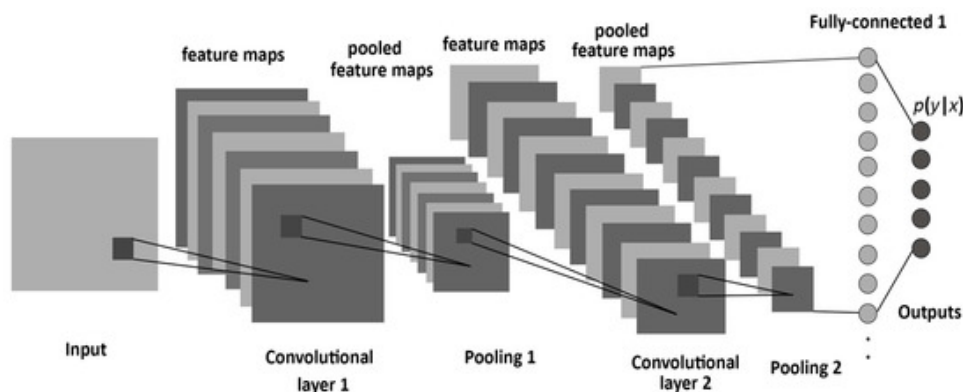 Fully-connected 1
feature maps
pooled
feature maps
feature maps
pooled
feature maps
p(y|x)
Input
Convolutional
layer 1
Pooling 1
Convolutional
layer 2
Pooling 2
Outputs